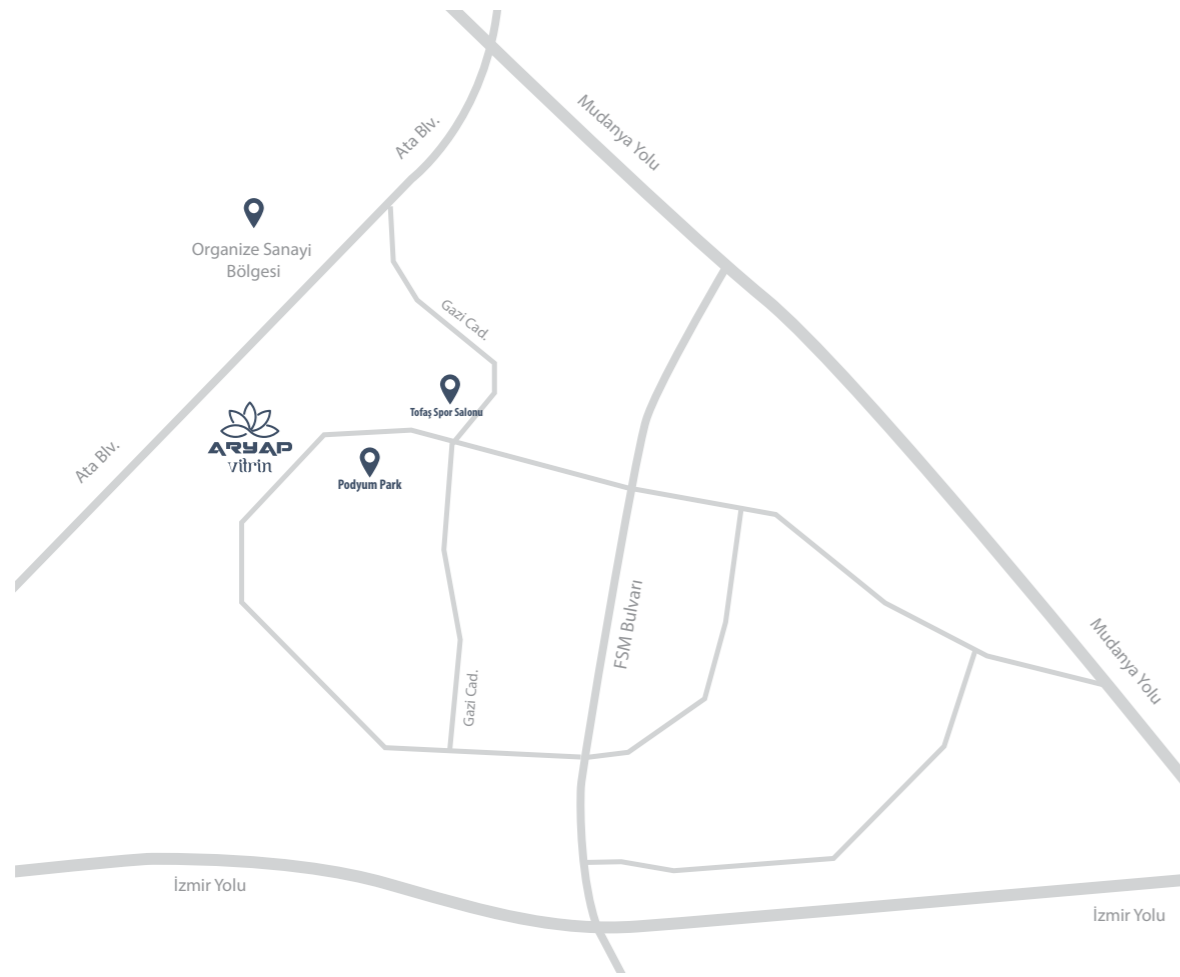 Mudanya Yolu
Ata Blv.
Organize Sanayi
Bölgesi
Gazi Cad.
Tofaş Spor Salonu
ARYAP
vitrin
Ata Blv.
Podyum Park
FSM Bulvarı
Mudanya Yolu
Gazi Cad.
İzmir Yolu
İzmir Yolu